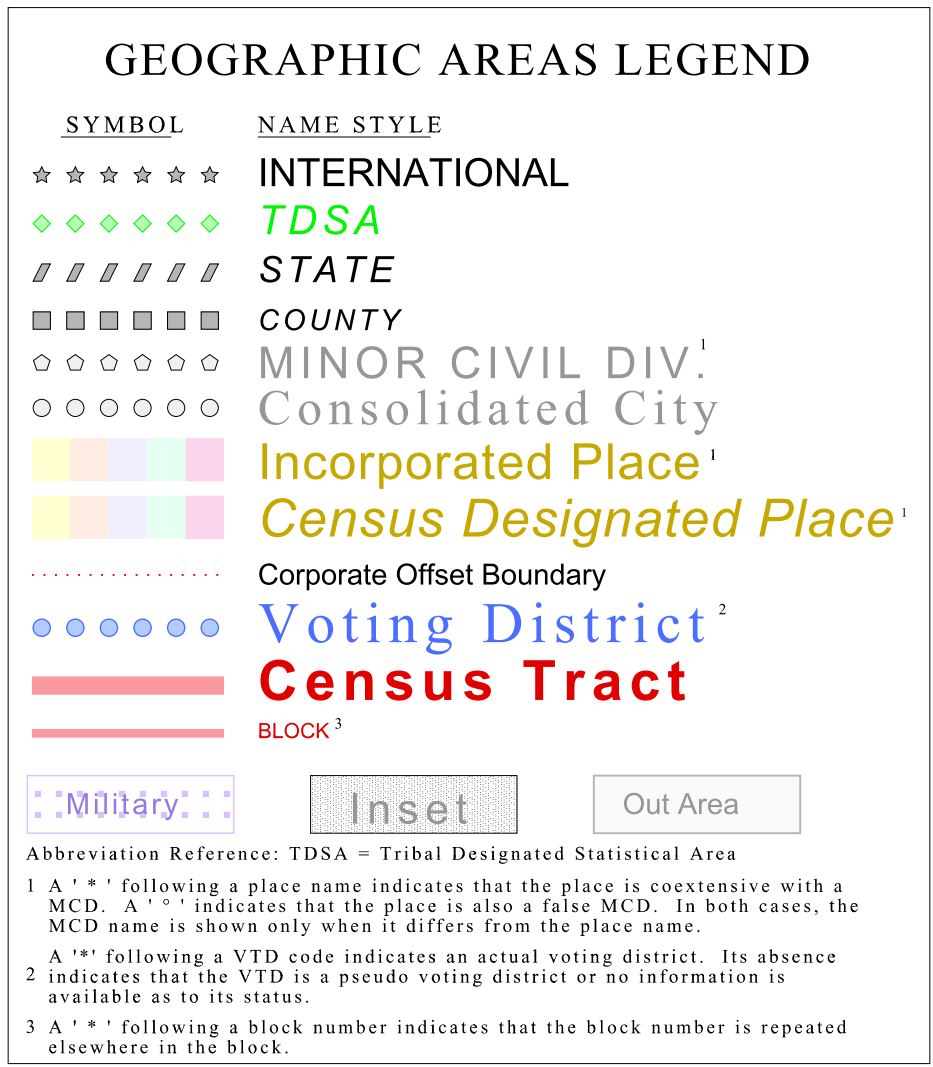 GEOGRAPHIC AREAS LEGEND
SYMBOL NAME STYLE
INTERNATIONAL
TDSA
STATE
COUNTY
MINOR CIVIL DIV. 1
Consolidated City
Incorporated Place 1
Census Designated Place 1
Corporate Offset Boundary
Voting District 2
Census Tract
BLOCK 3
Military Inset Out Area
Abbreviation Reference: TDSA = Tribal Designated Statistical Area
1 A ' * ' following a place name indicates that the place is coextensive with a
MCD. A ' ° ' indicates that the place is also a false MCD. In both cases, the
MCD name is shown only when it differs from the place name.
A '*' following a VTD code indicates an actual voting district. Its absence
2 indicates that the VTD is a pseudo voting district or no information is
available as to its status.
3 A ' * ' following a block number indicates that the block number is repeated
elsewhere in the block.